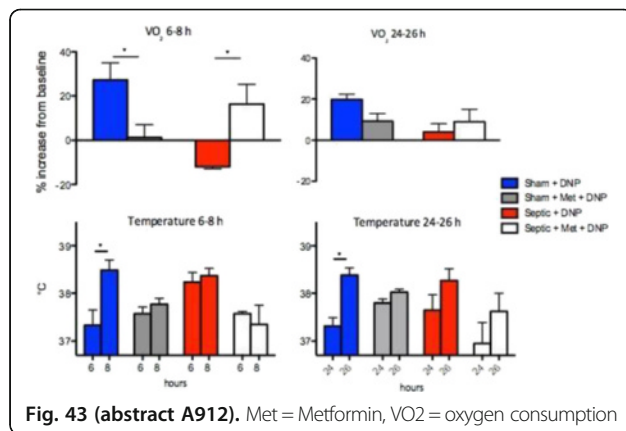 VO2 6-8 h
VO2 24-26 h
% increase from baseline
40
20
0
-20
*
*
40
20
0
-20
Sham + DNP
Sham + Met + DNP
Septic + DNP
Septic + Met + DNP
Temperature 6-8 h
Temperature 24-26 h
°C
39
38
37
*
6 8 6 8 6 8 6 8
hours
39
38
37
*
24 26 24 26 24 26 24 26
hours
Fig. 43 (abstract A912). Met = Metformin, VO2 = oxygen consumption